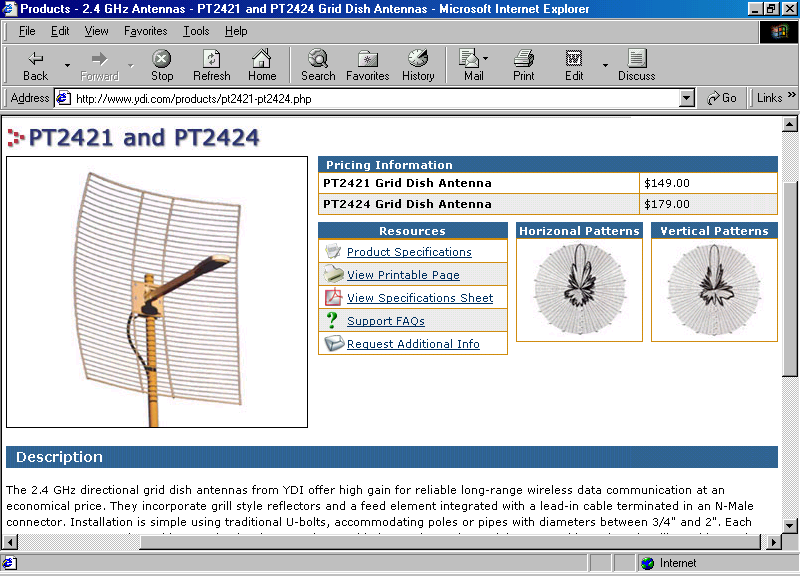 Products - 2.4 GHz Antennas - PT2421 and PT2424 Grid Dish Antennas - Microsoft Internet Explorer
File Edit View Favorites Tools Help
Back Forward Stop Refresh Home Search Favorites History Mail Print Edit Discuss
Address http://www.ydi.com/products/pt2421-pt2424.php Go Links »
PT2421 and PT2424
Pricing Information
PT2421 Grid Dish Antenna $149.00
PT2424 Grid Dish Antenna $179.00
Resources Horizonal Patterns Vertical Patterns
Product Specifications
View Printable Page
View Specifications Sheet
Support FAQs
Request Additional Info
Description
The 2.4 GHz directional grid dish antennas from YDI offer high gain for reliable long-range wireless data communication at an
economical price. They incorporate grill style reflectors and a feed element integrated with a lead-in cable terminated in an N-Male
connector. Installation is simple using traditional U-bolts, accommodating poles or pipes with diameters between 3/4" and 2". Each
Internet